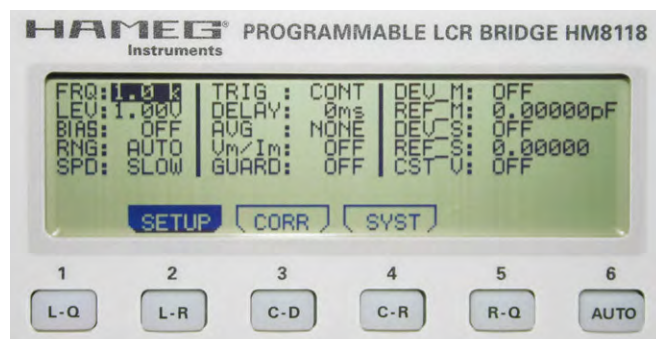 HAMEG® PROGRAMMABLE LCR BRIDGE HM8118
Instruments
FRQ: 1.0 k TRIG : CONT DEV_M: OFF
LEV: 1.00V DELAY: 0ms REF_M: 0.00000pF
BIAS: OFF AVG : NONE DEV_S: OFF
RNG: AUTO Vm/Im: OFF REF_S: 0.00000
SPD: SLOW GUARD: OFF CST V: OFF
SETUP CORR SYST
1 2 3 4 5 6
L-Q L-R C-D C-R R-Q AUTO